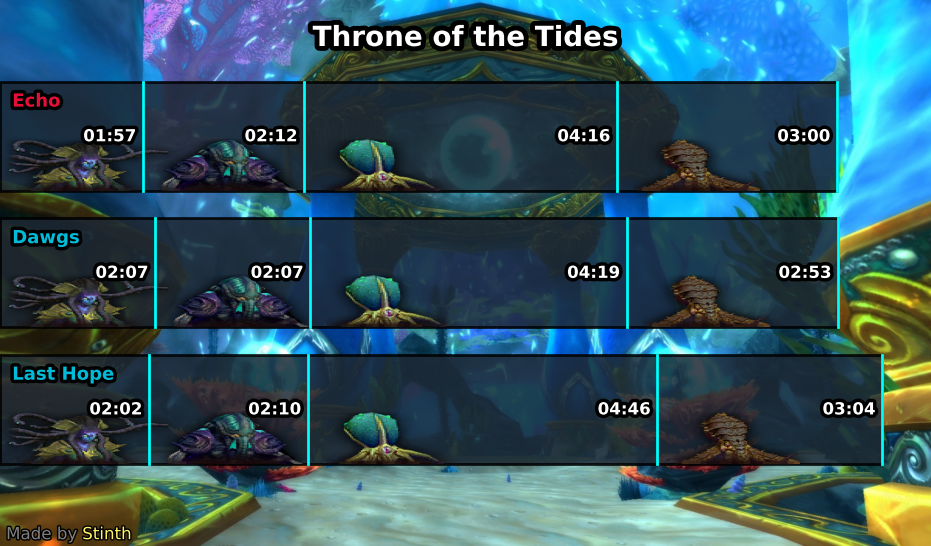 Throne of the Tides
Echo
01:57 02:12 04:16 03:00
Dawgs
02:07 02:07 04:19 02:53
Last Hope
02:02 02:10 04:46 03:04
Made by Stinth